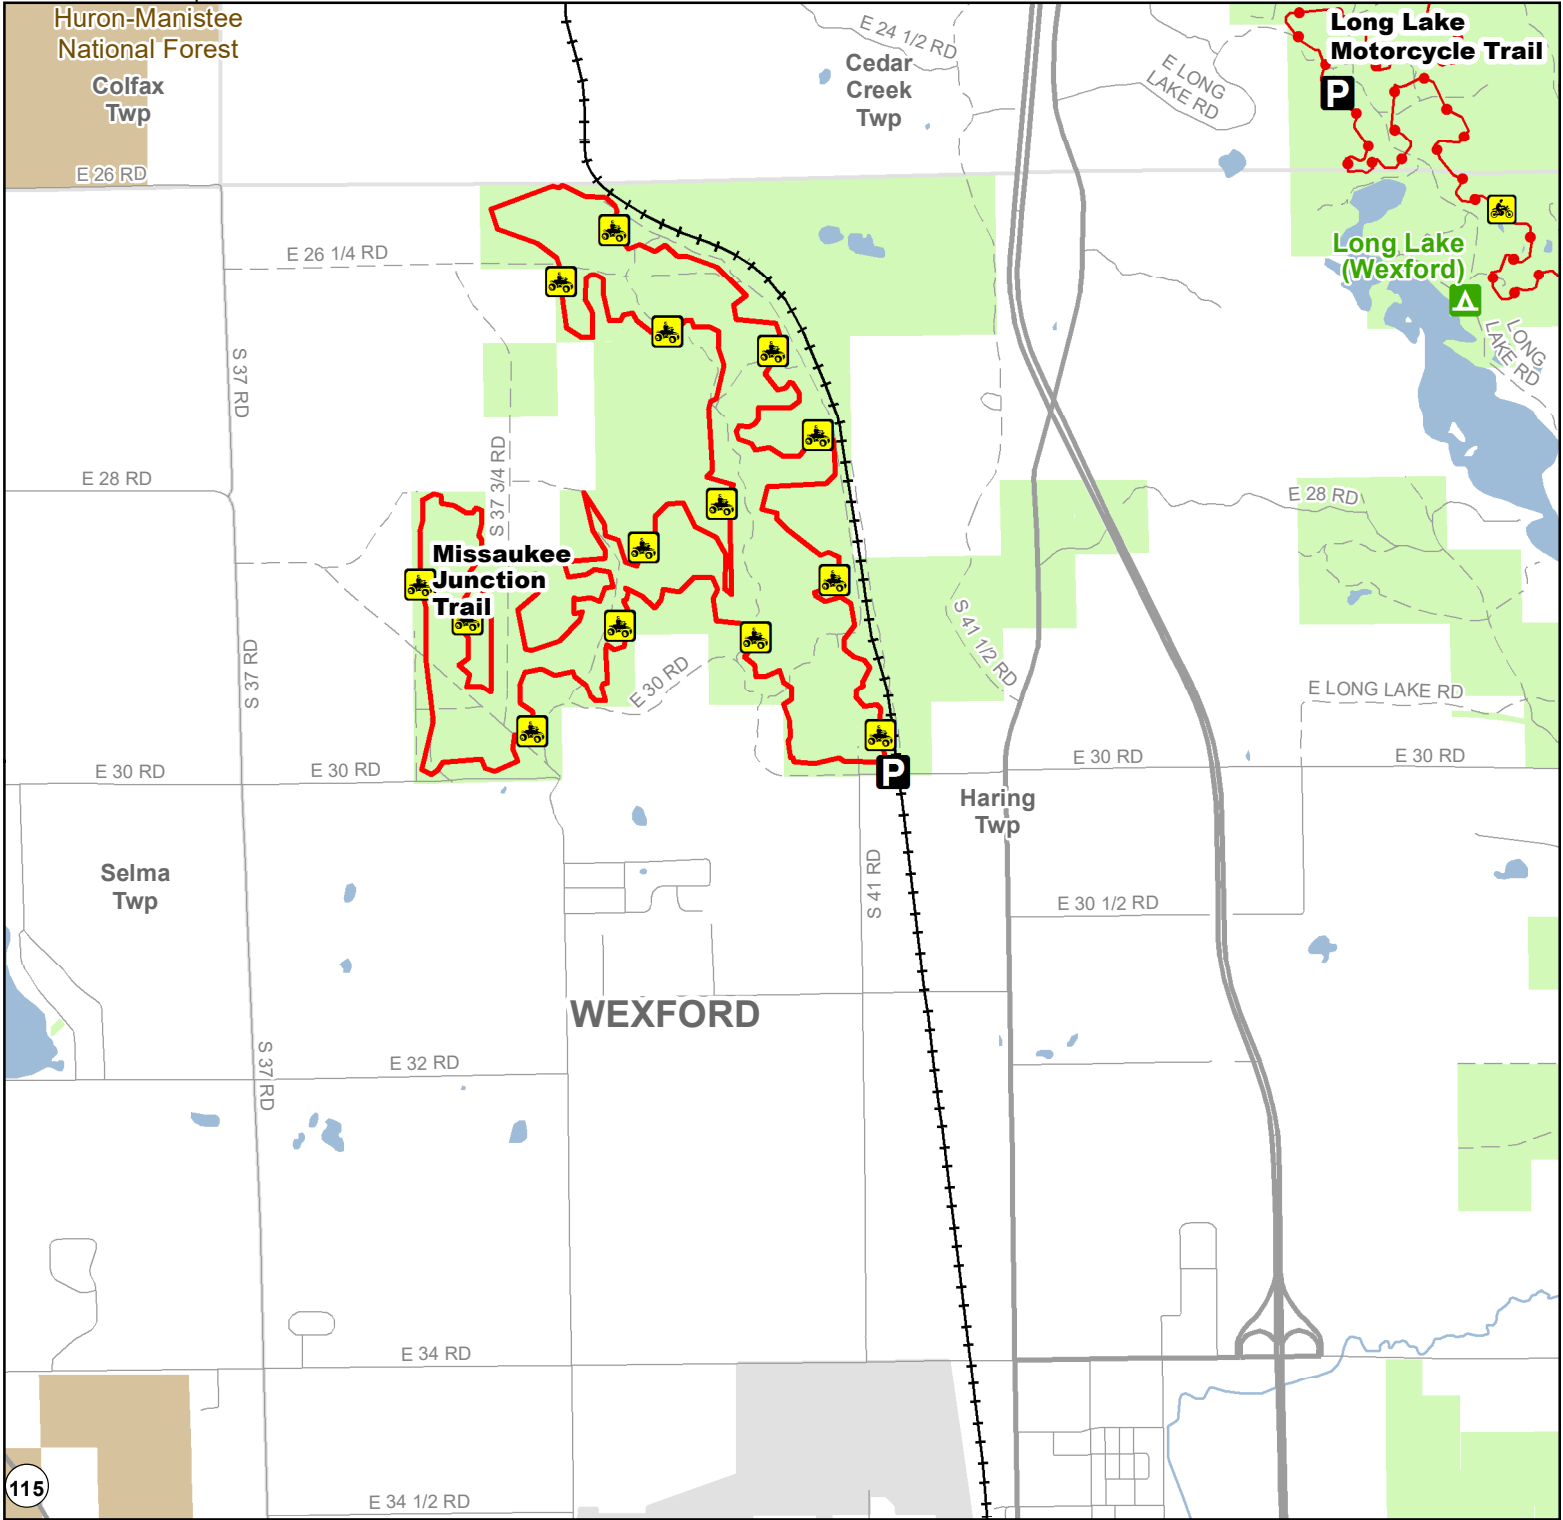 Huron-Manistee
National Forest
Colfax
Twp
E 24 1/2 RD
Cedar
Creek
Twp
E LONG
LAKE RD
Long Lake
Motorcycle Trail
P
E 26 RD
E 26 1/4 RD
Long Lake
(Wexford)
LONG
LAKE RD
S 37 RD
S 37 3/4 RD
E 28 RD
E 28 RD
Missaukee
Junction
Trail
S 37 RD
E 30 RD
S 41 1/2 RD
E LONG LAKE RD
E 30 RD
E 30 RD
P
E 30 RD
E 30 RD
Haring
Twp
Selma
Twp
S 41 RD
E 30 1/2 RD
WEXFORD
S 37 RD
E 32 RD
E 34 RD
115
E 34 1/2 RD